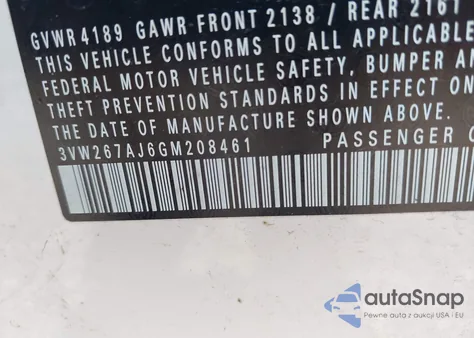 GVWR 4189 GAWR FRONT 2138 / REAR 2161
THIS VEHICLE CONFORMS TO ALL APPLICABLE
FEDERAL MOTOR VEHICLE SAFETY, BUMPER AN
THEFT PREVENTION STANDARDS IN EFFECT ON
DATE OF MANUFACTURE SHOWN ABOVE.
3VW267AJ6GM208461 PASSENGER C
autaSnap
Pewne auta z aukcji USA i EU